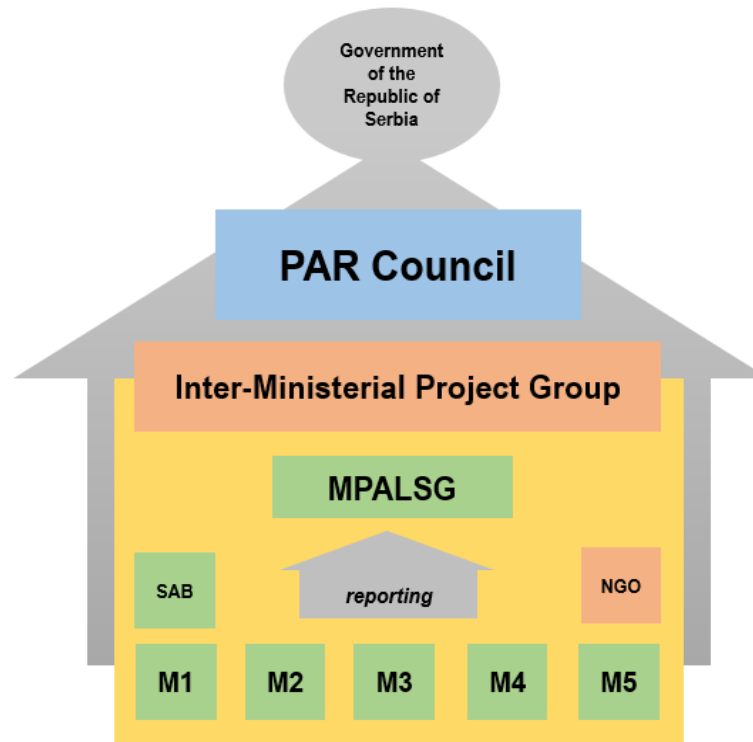 Government
of the
Republic of
Serbia
PAR Council
Inter-Ministerial Project Group
MPALSG
SAB
reporting
NGO
M1
M2
M3
M4
M5